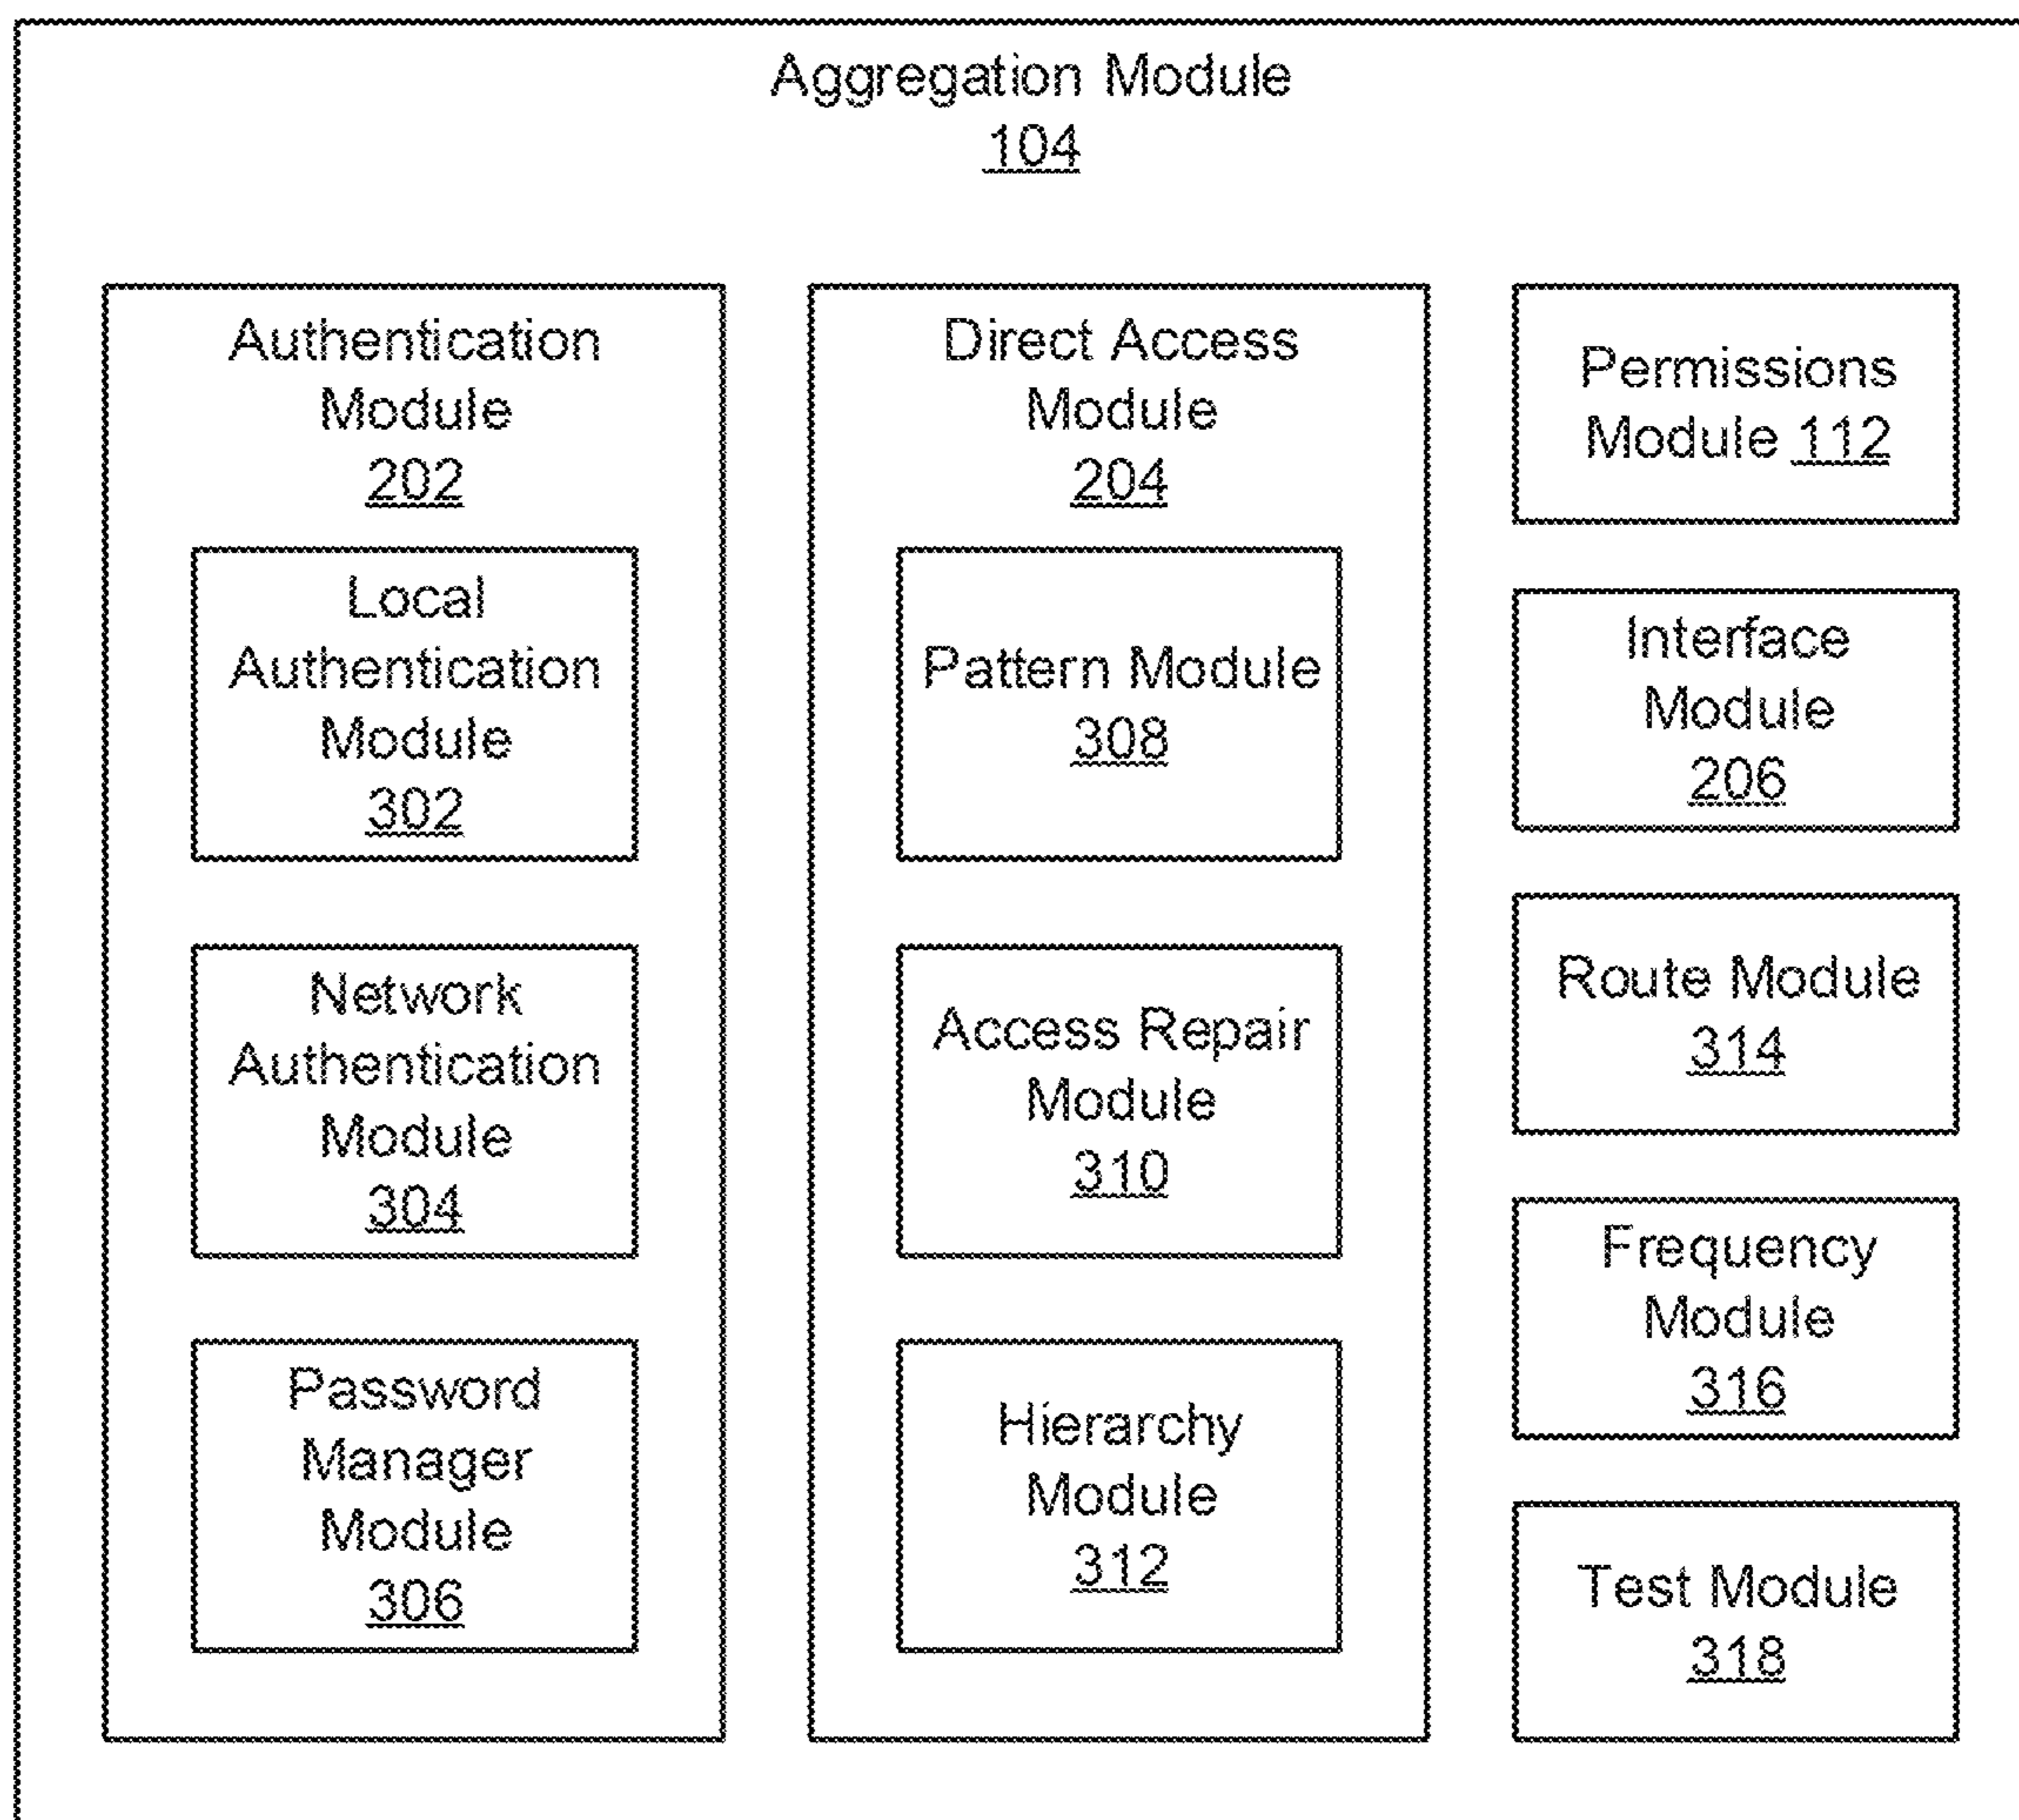 Aggregation Module
104
Authentication
Module
202
Local
Authentication
Module
302
Network
Authentication
Module
304
Password
Manager
Module
306
Direct Access
Module
204
Pattern Module
308
Access Repair
Module
310
Hierarchy
Module
312
Permissions
Module 112
Interface
Module
206
Route Module
314
Frequency
Module
316
Test Module
318